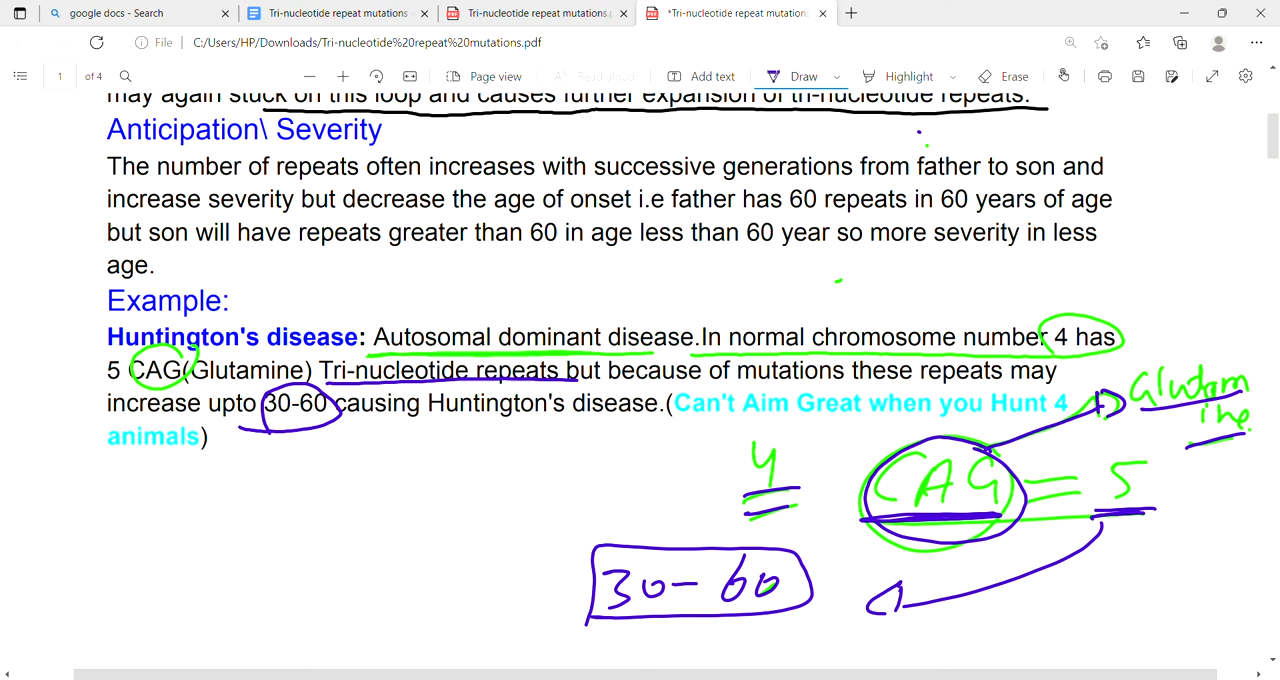 google docs - Search
Tri-nucleotide repeat mutations
Tri-nucleotide repeat mutations.
*Tri-nucleotide repeat mutation
File C:/Users/HP/Downloads/Tri-nucleotide%20repeat%20mutations.pdf
1 of 4 Page view Read aloud Add text Draw Highlight Erase
may again stuck on this loop and causes further expansion of tri-nucleotide repeats.
Anticipation\ Severity
The number of repeats often increases with successive generations from father to son and
increase severity but decrease the age of onset i.e father has 60 repeats in 60 years of age
but son will have repeats greater than 60 in age less than 60 year so more severity in less
age.
Example:
Huntington's disease: Autosomal dominant disease.In normal chromosome number 4 has
5 CAG(Glutamine) Tri-nucleotide repeats but because of mutations these repeats may
increase upto 30-60 causing Huntington's disease.(Can't Aim Great when you Hunt 4
animals)
Glutam
ine
4 CAG = 5
30-60